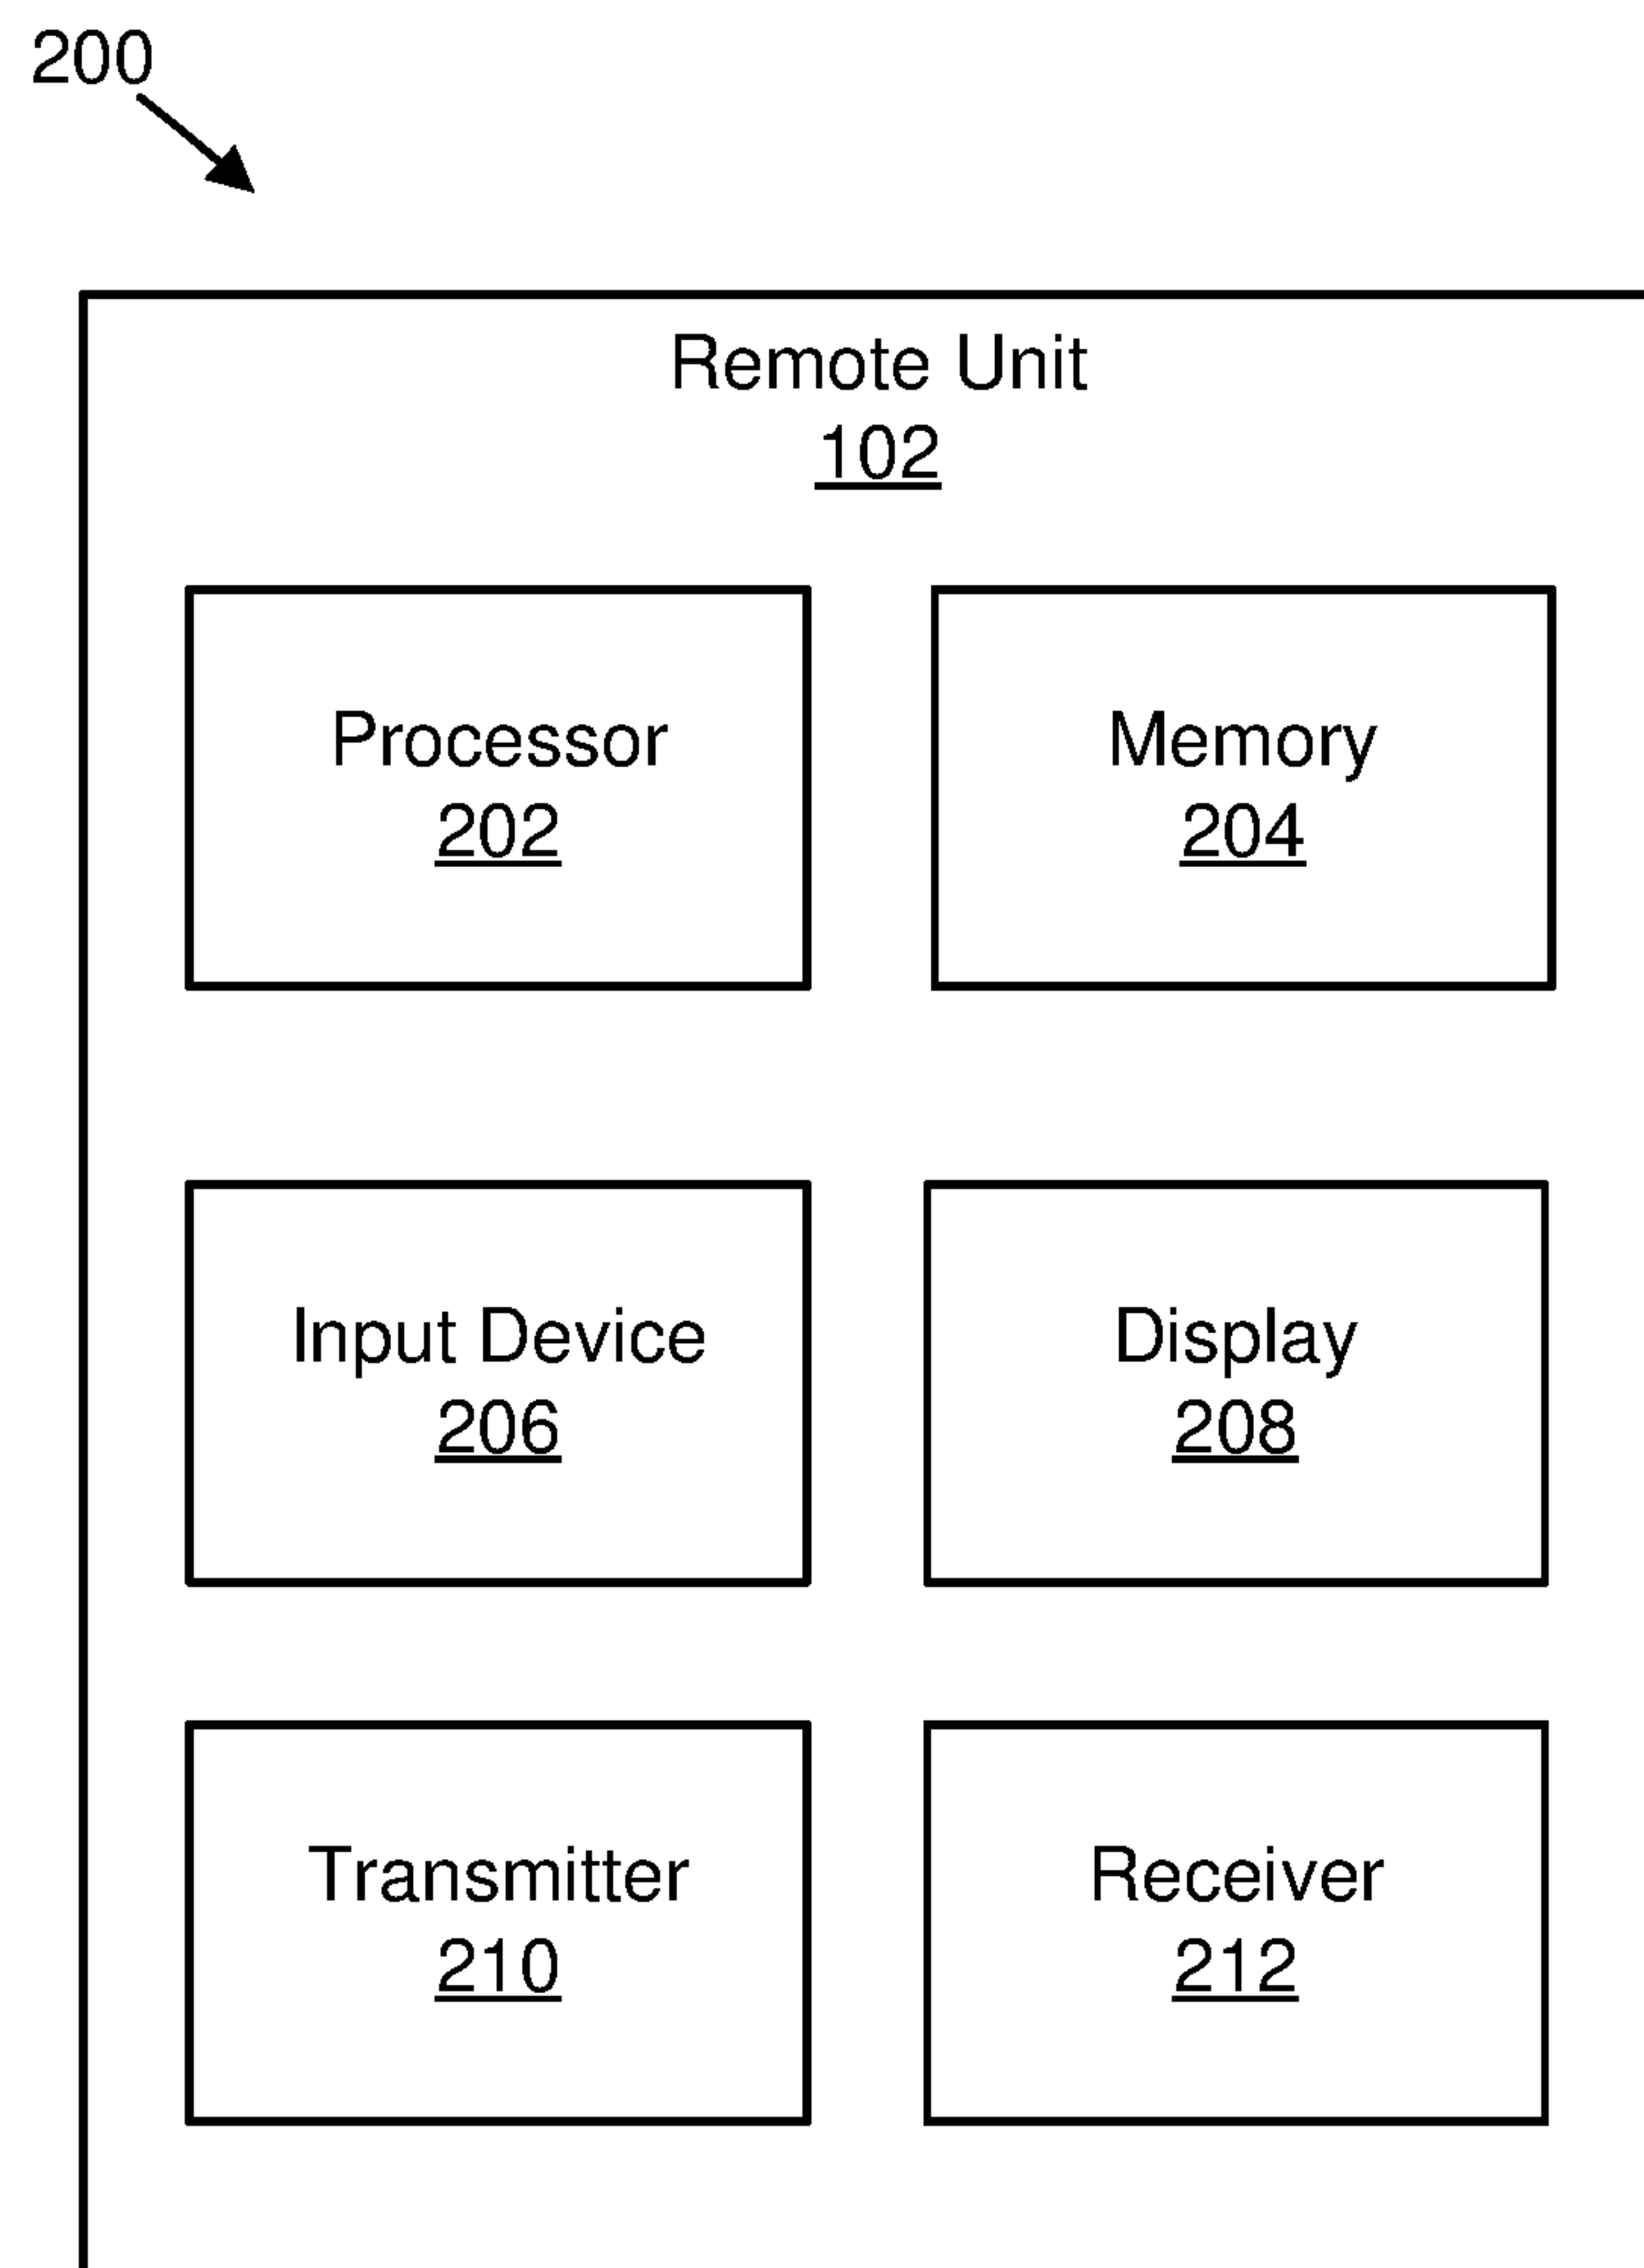 200
Remote Unit
102
Processor
202
Memory
204
Input Device
206
Display
208
Transmitter
210
Receiver
212